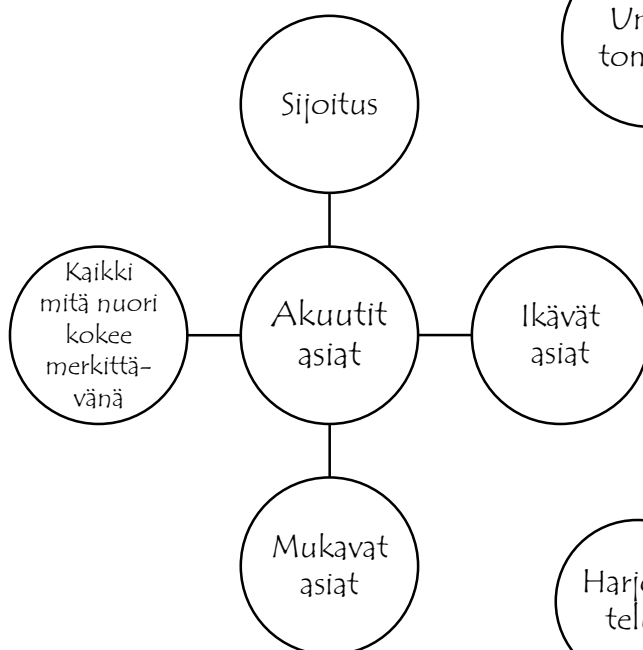 Sijoitus
Kaikki
mitä nuori
kokee
merkittä-
vänä
Akuutit
asiat
Ikävät
asiat
Mukavat
asiat